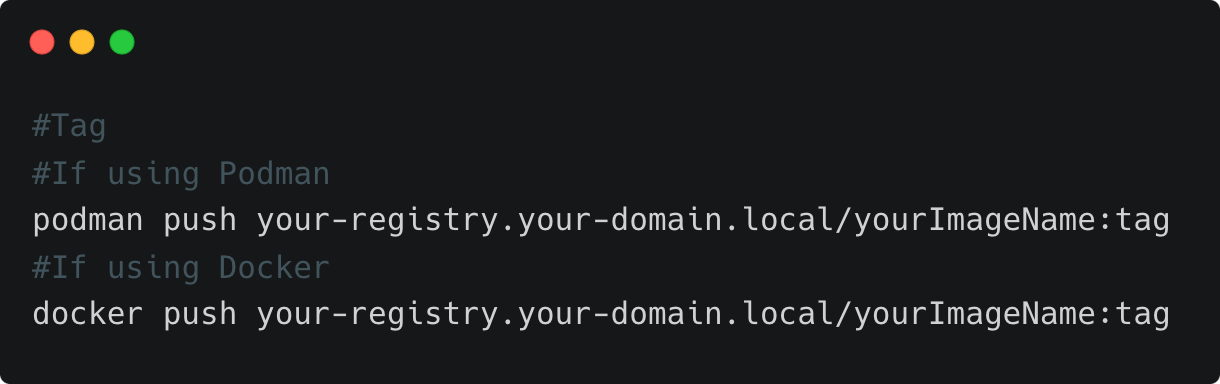 #Tag
#If using Podman
podman push your-registry.your-domain.local/yourImageName:tag
#If using Docker
docker push your-registry.your-domain.local/yourImageName:tag